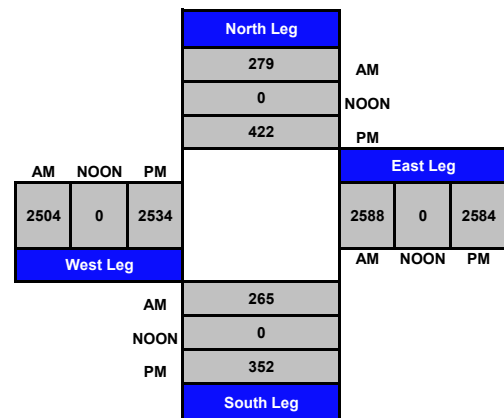 North Leg
279
AM
0
NOON
422
PM
AM NOON PM
East Leg
2504 0 2534
2588 0 2584
West Leg
AM NOON PM
AM
265
NOON
0
PM
352
South Leg